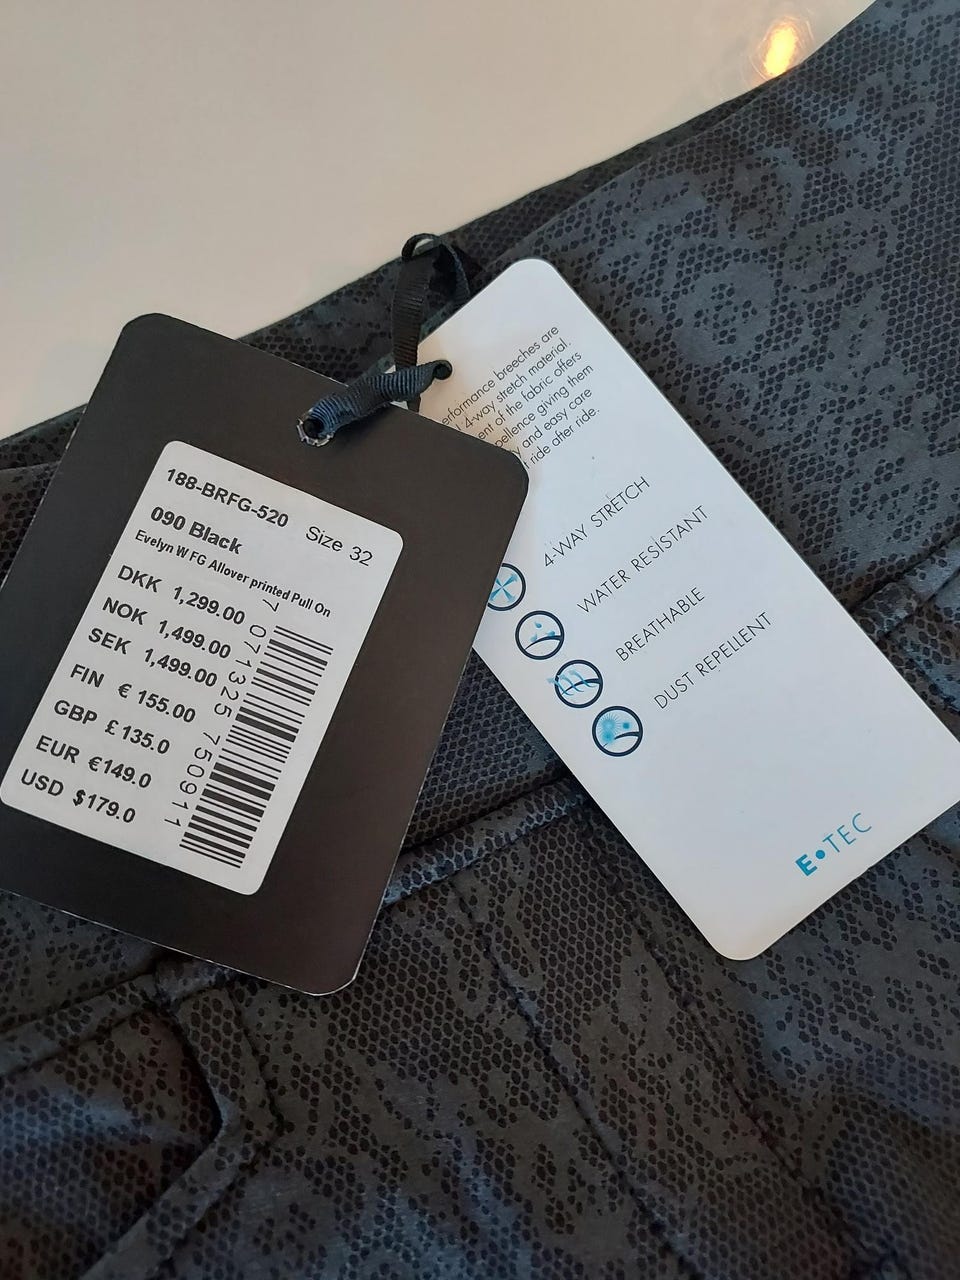 188-BRFG-520
090 Black Size 32
Evelyn W FG Allover printed Pull On
DKK 1,299.00
NOK 1,499.00
SEK 1,499.00
FIN € 155.00
GBP £ 135.0
EUR €149.0
USD $179.0
7 071325 750911
erformance breeches are
4-way stretch material.
ent of the fabric offers
pellence giving them
y and easy care
t ride after ride.
4-WAY STRETCH
WATER RESISTANT
BREATHABLE
DUST REPELLENT
E•TEC